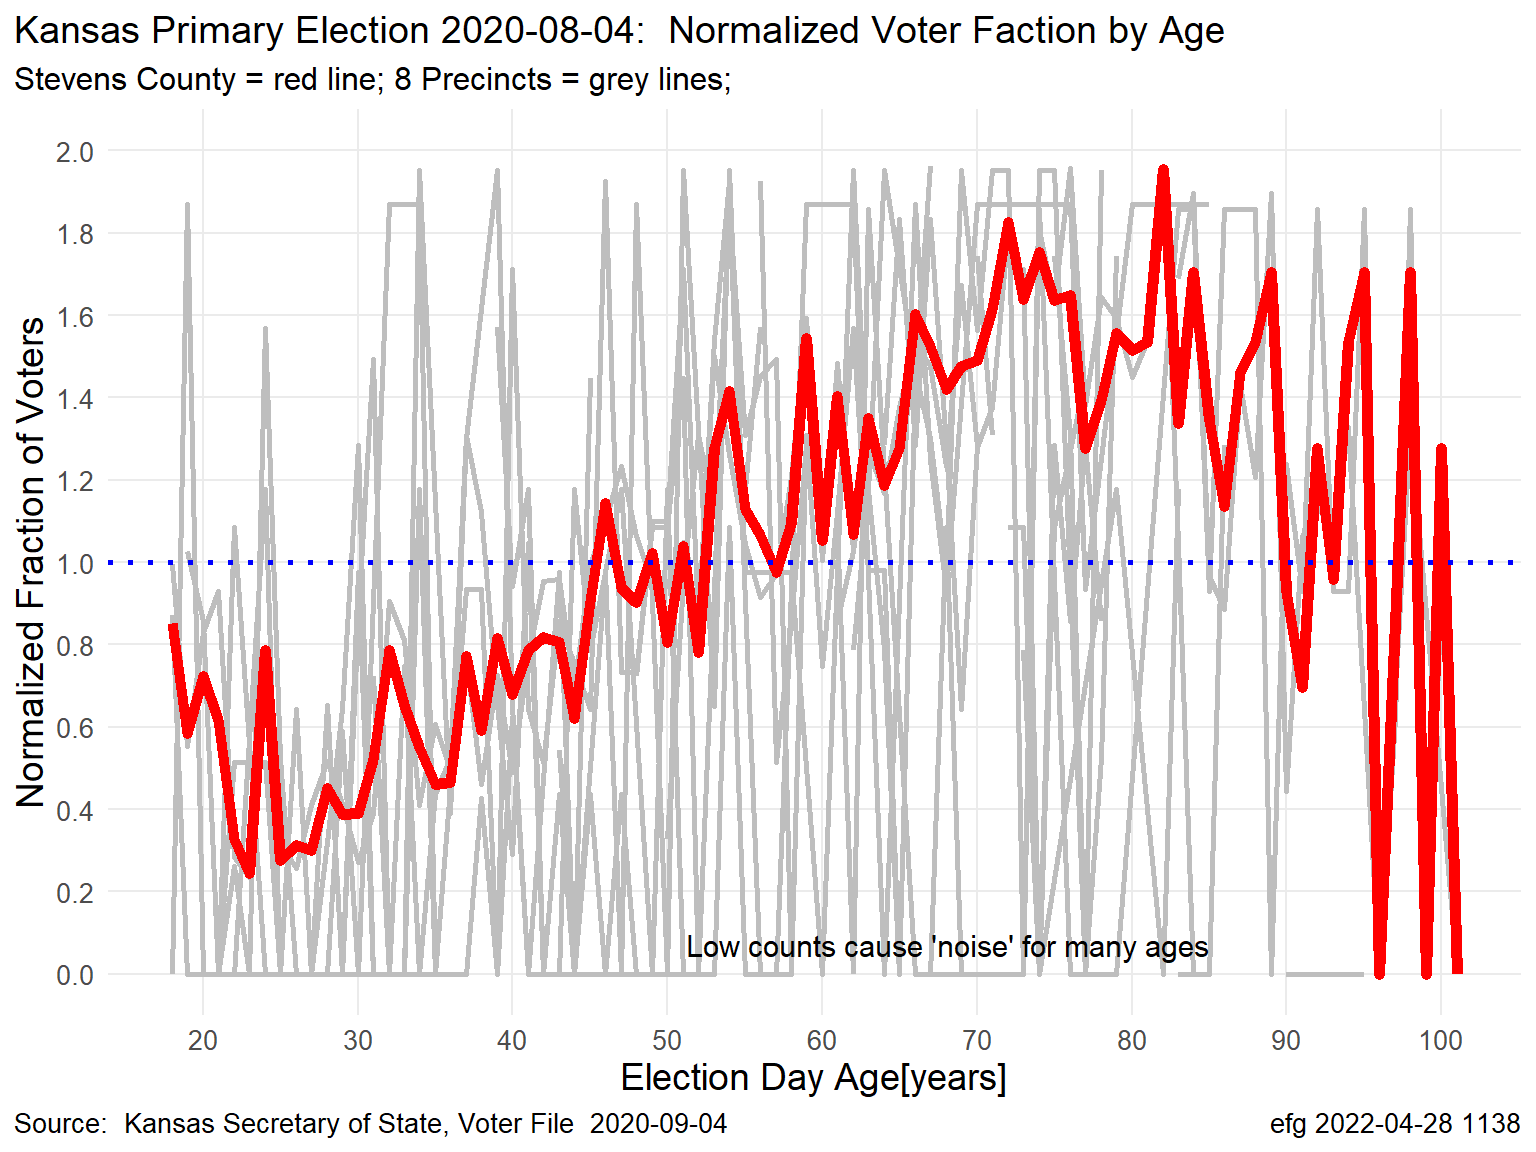 Kansas Primary Election 2020-08-04:  Normalized Voter Faction by Age
Stevens County = red line; 8 Precincts = grey lines;
Normalized Fraction of Voters
2.0
1.8
1.6
1.4
1.2
1.0
0.8
0.6
0.4
0.2
0.0
Low counts cause 'noise' for many ages
20 30 40 50 60 70 80 90 100
Election Day Age[years]
Source:  Kansas Secretary of State, Voter File  2020-09-04
efg 2022-04-28 1138